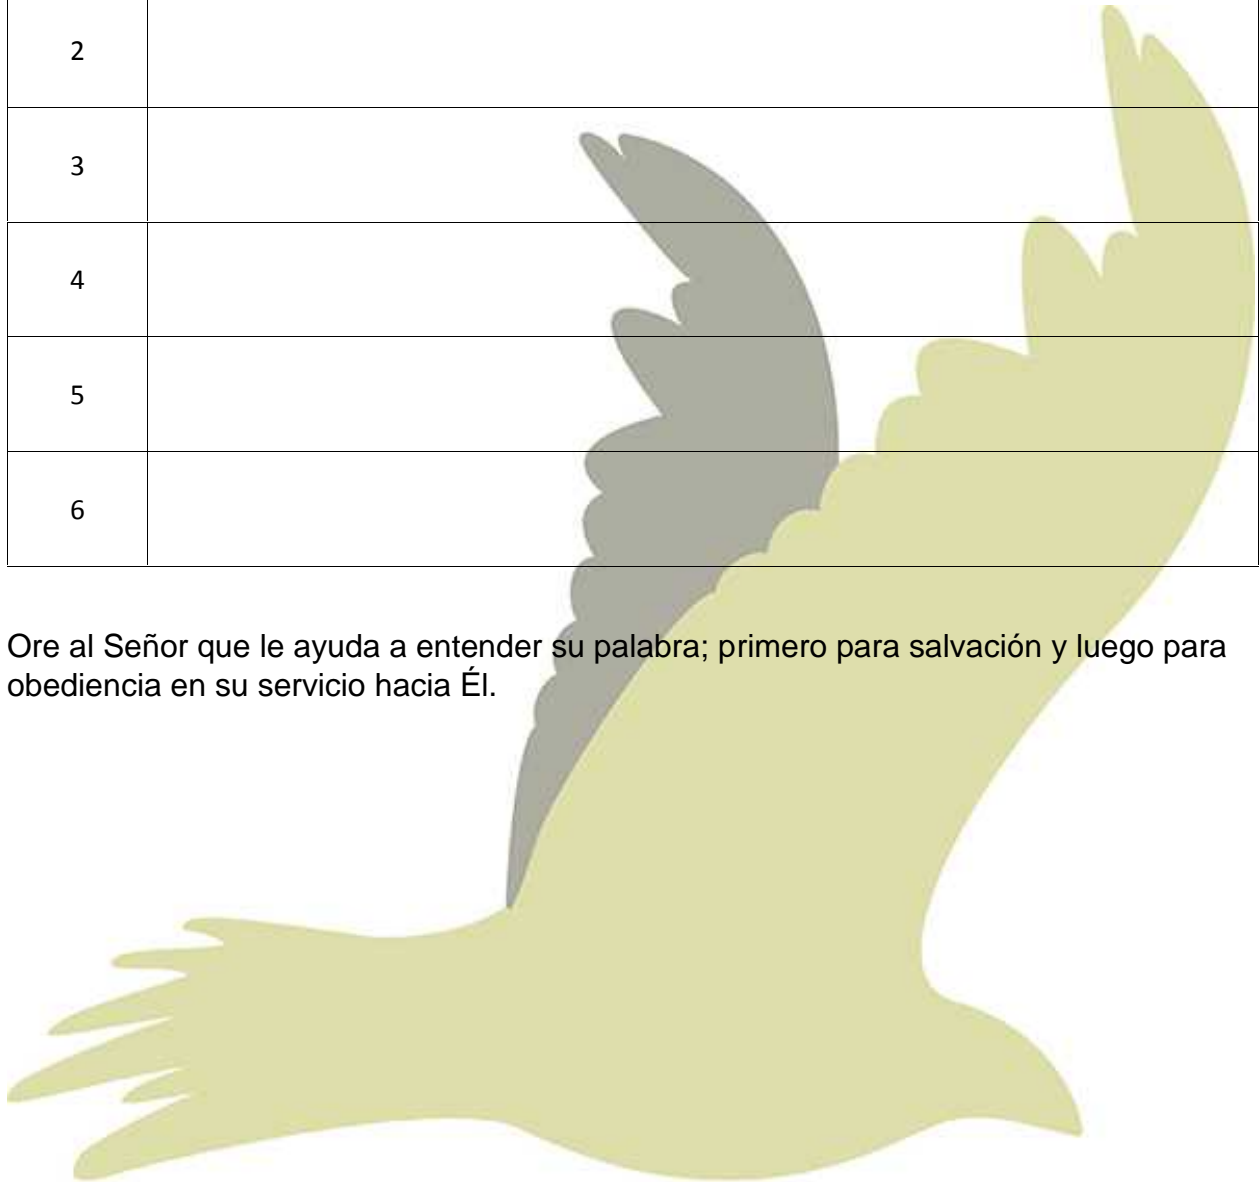 2
3
4
5
6
Ore al Señor que le ayuda a entender su palabra; primero para salvación y luego para
obediencia en su servicio hacia Él.